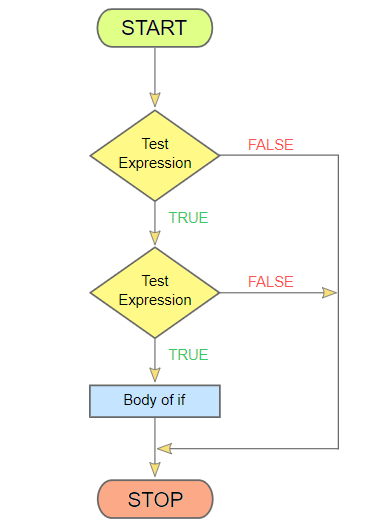 START
Test
Expression
FALSE
TRUE
Test
Expression
FALSE
TRUE
Body of if
STOP